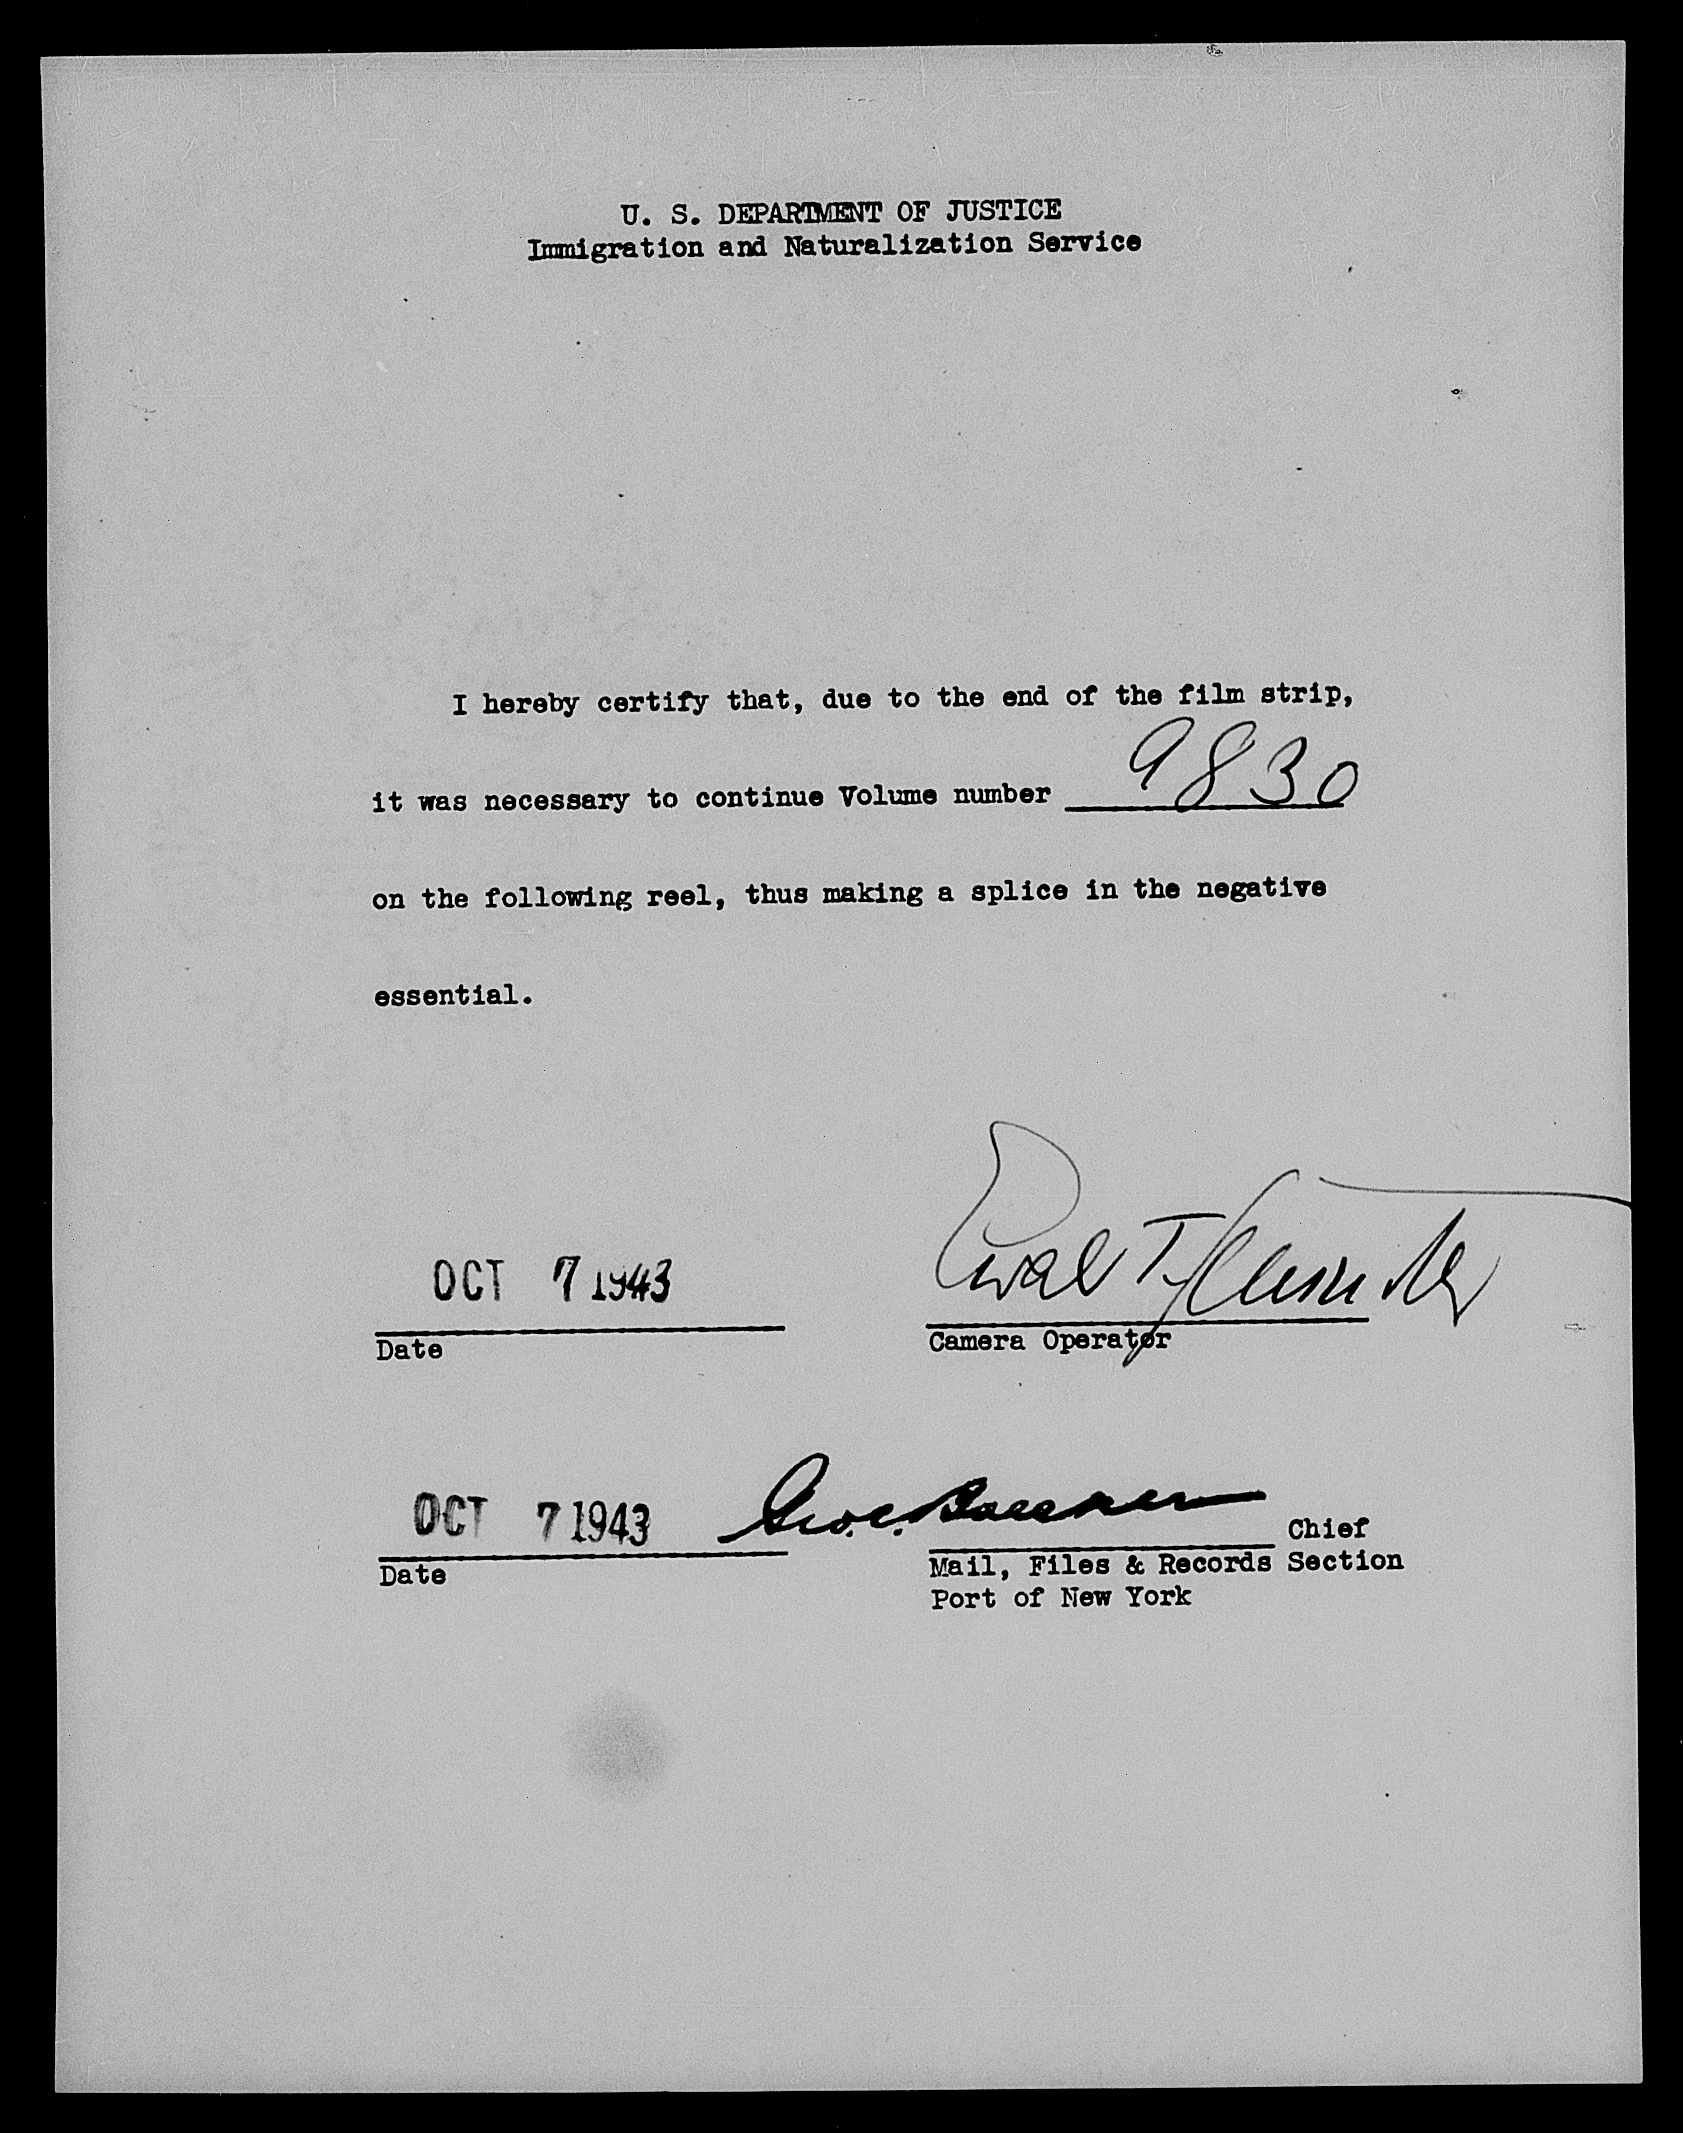 U. S. DEPARTMENT OF JUSTICE
Immigration and Naturalization Service
I hereby certify that, due to the end of the film strip,
it was necessary to continue Volume number 9830
on the following reel, thus making a splice in the negative
essential.
OCT 7 1943
Date
Camera Operator
OCT 7 1943
Geo. C.
Chief
Date
Mail, Files & Records Section
Port of New York